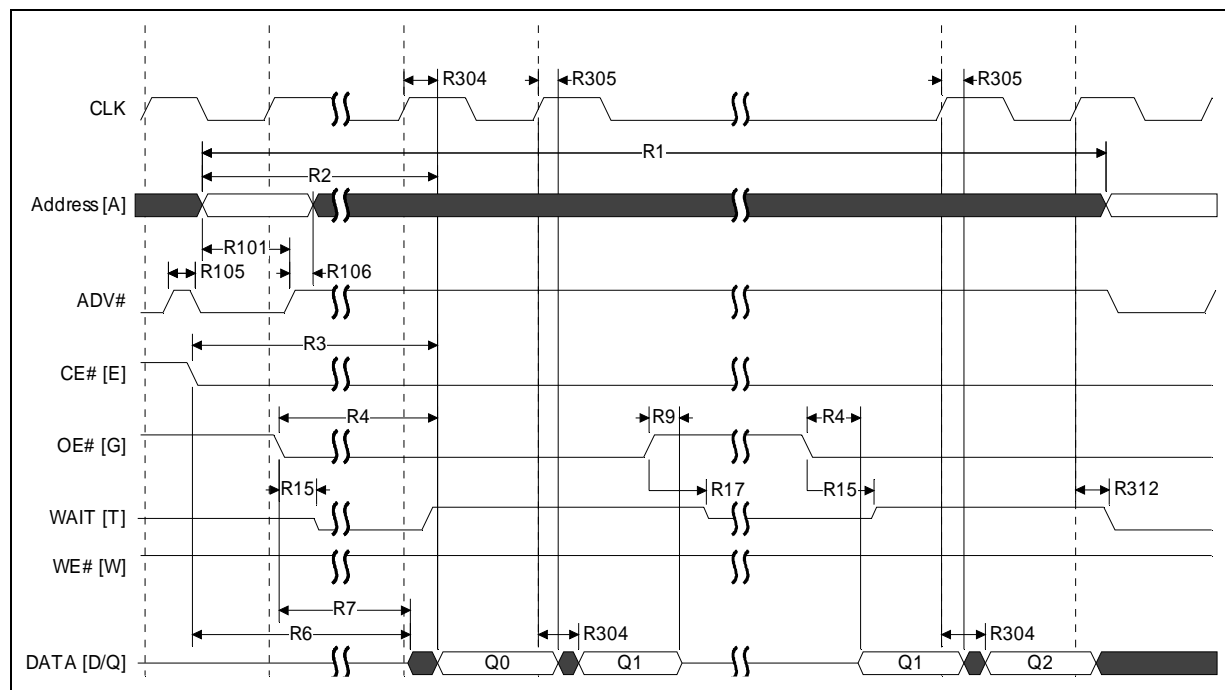 R304 R305 R305
CLK
R1
R2
Address [A]
R101
R105 R106
ADV#
R3
CE# [E]
R4 R9 R4
OE# [G]
R15 R17 R15 R312
WAIT [T]
WE# [W]
R7
R6 R304 R304
DATA [D/Q] Q0 Q1 Q1 Q2